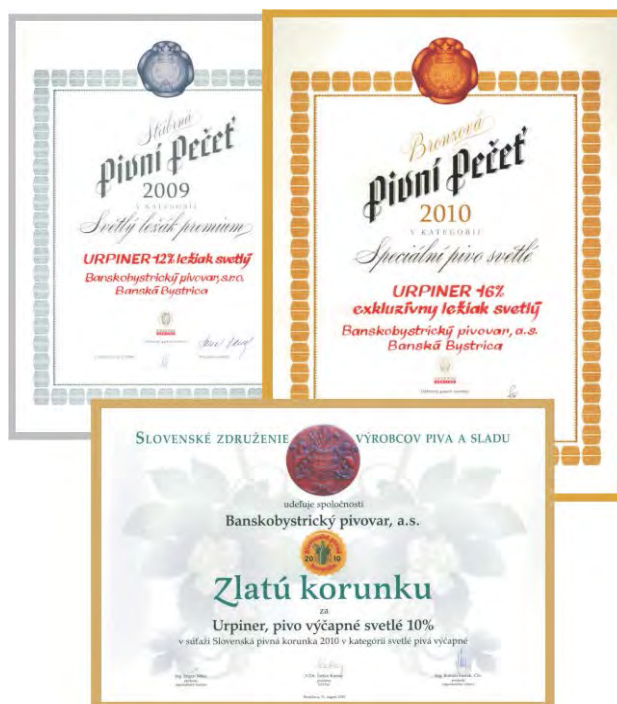 Stříbrná
Pivní Pečeť
2009
V KATEGORII
Světlý ležák premium
URPINER 12% ležiak svetlý
Banskobystrický pivovar, s.r.o.
Banská Bystrica
Bronzová
Pivní Pečeť
2010
V KATEGORII
Speciální pivo světlé
URPINER 16%
exkluzívny ležiak svetlý
Banskobystrický pivovar, a.s.
Banská Bystrica
SLOVENSKÉ ZDRUŽENIE VÝROBCOV PIVA A SLADU
udeľuje spoločnosti
Banskobystrický pivovar, a.s.
2010
Zlatú korunku
za
Urpiner, pivo výčapné svetlé 10%
v súťaži Slovenská pivná korunka 2010 v kategórii svetlé pivá výčapné